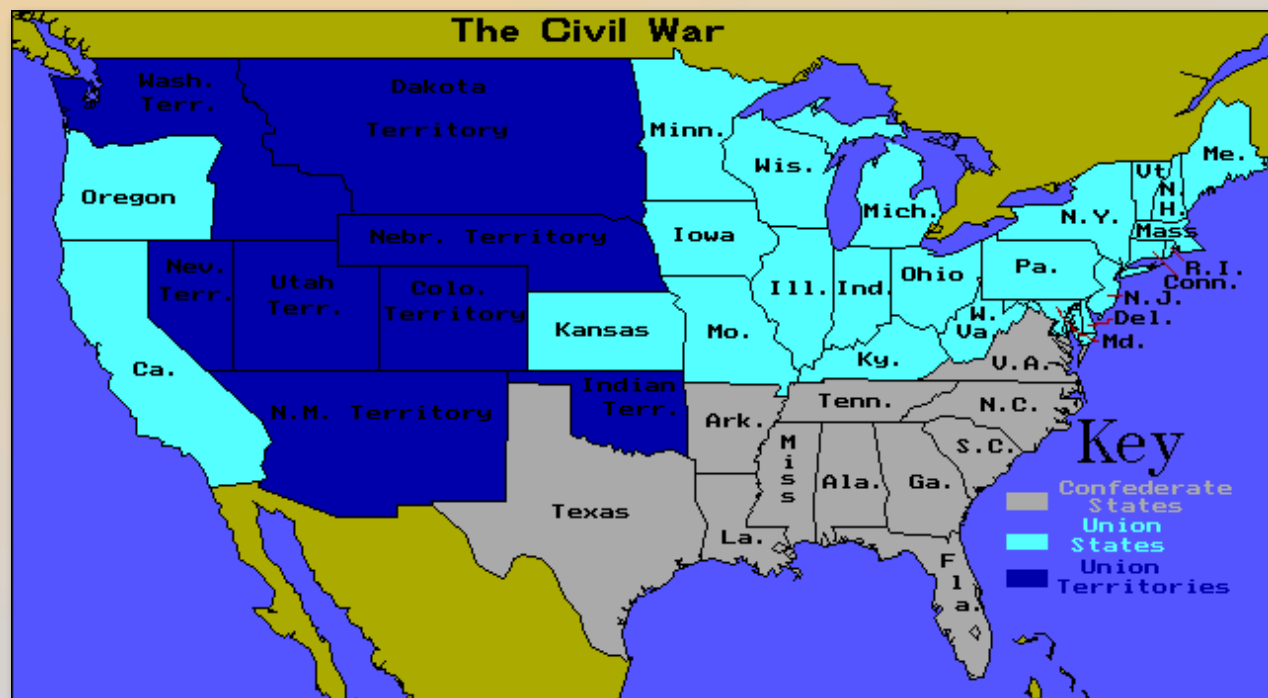 The Civil War
Wash.
Terr.
Dakota
Territory
Minn.
Oregon
Wis.
Mich.
Me.
Vt
N.
H.
N.Y.
Mass
R.I.
Conn.
Nebr. Territory
Iowa
Nev.
Terr.
Utah
Terr.
Colo.
Territory
Ill.
Ind.
Ohio
Pa.
N.J.
Del.
Md.
W.
Va
Ca.
Kansas
Mo.
Ky.
V.A.
N.M. Territory
Indian
Terr.
Ark.
Tenn.
N.C.
S.C.
Texas
La.
M
i
s
s
Ala.
Ga.
F
l
a.
Key
Confederate
States
Union
States
Union
Territories